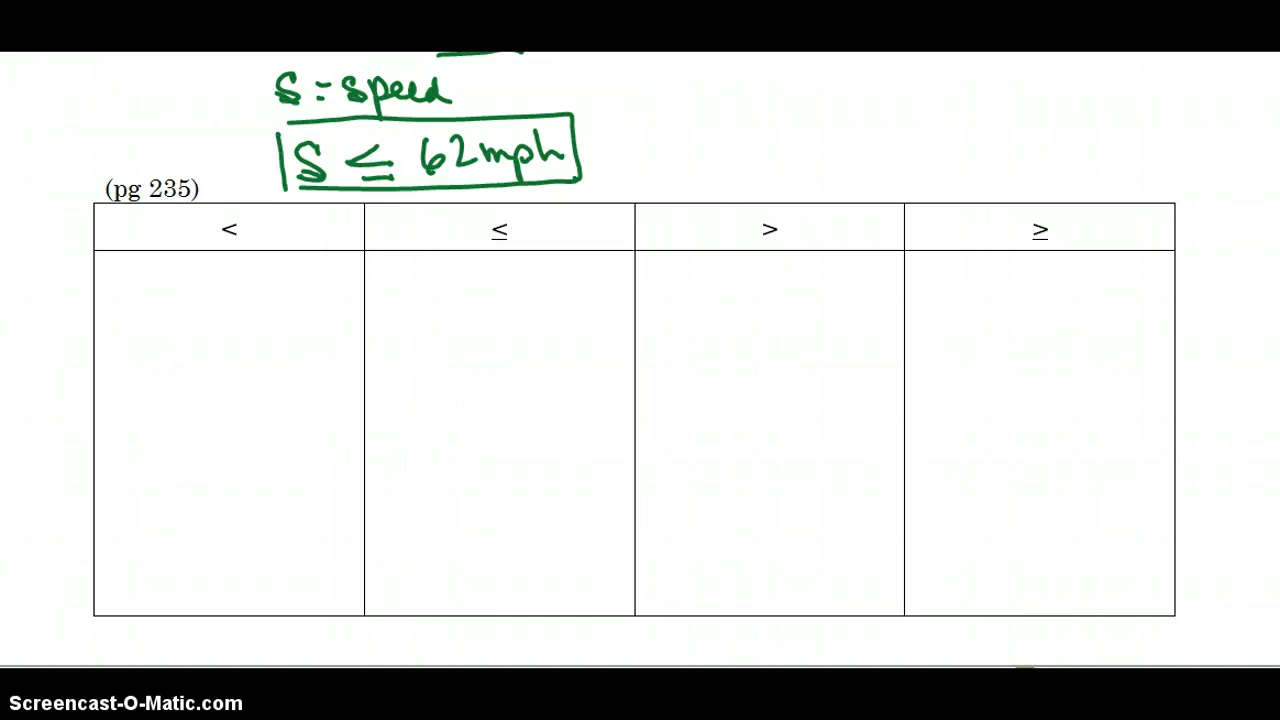 S = speed
S ≤ 62mph
(pg 235)
< ≤ > ≥
Screencast-O-Matic.com